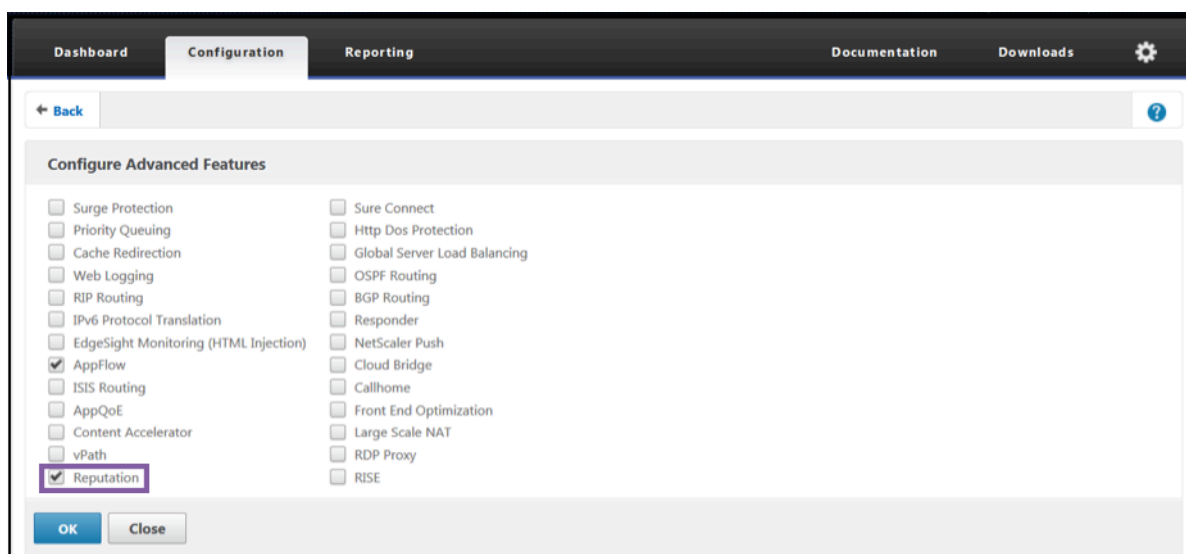 Dashboard Configuration Reporting Documentation Downloads
Back
?
Configure Advanced Features
Surge Protection
Priority Queuing
Cache Redirection
Web Logging
RIP Routing
IPv6 Protocol Translation
EdgeSight Monitoring (HTML Injection)
AppFlow
ISIS Routing
AppQoE
Content Accelerator
vPath
Reputation
Sure Connect
Http Dos Protection
Global Server Load Balancing
OSPF Routing
BGP Routing
Responder
NetScaler Push
Cloud Bridge
Callhome
Front End Optimization
Large Scale NAT
RDP Proxy
RISE
OK Close